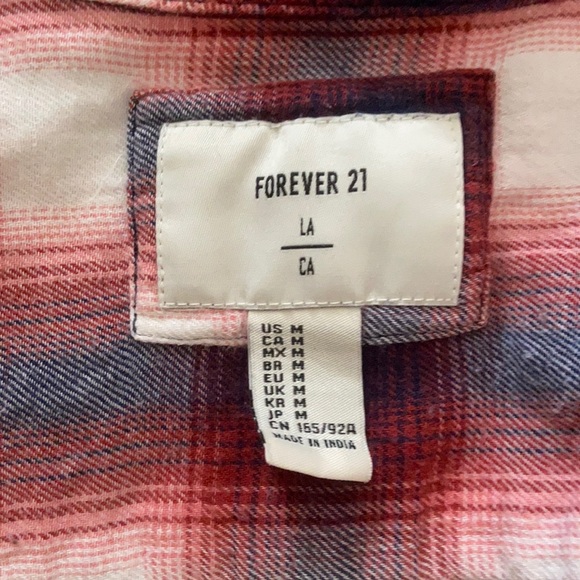 FOREVER 21
LA
CA
US M
CA M
MX M
BR M
EU M
UK M
KR M
JP M
CN 165/92A
MADE IN INDIA